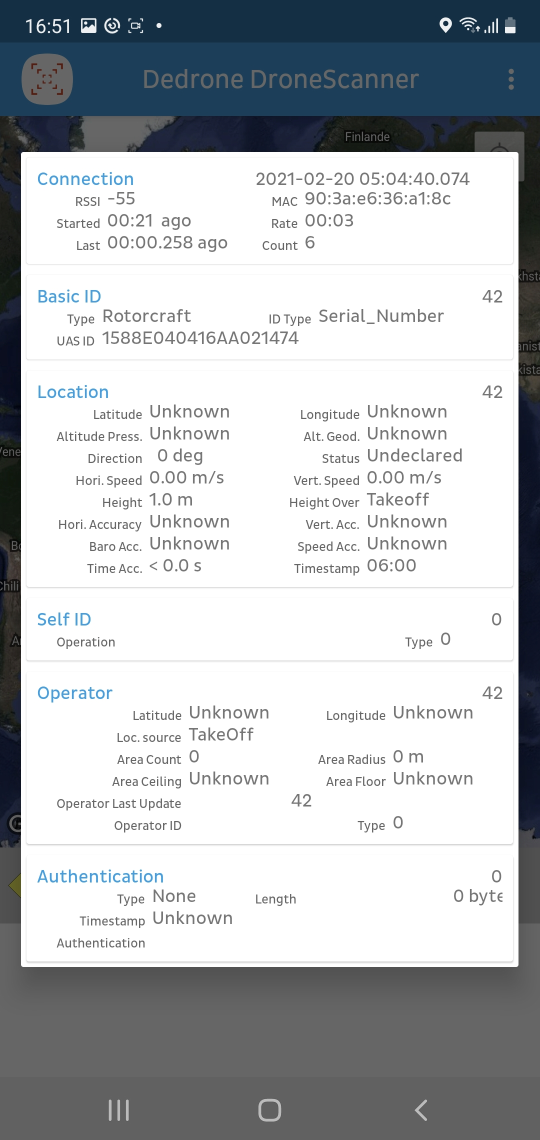 16:51
Dedrone DroneScanner
Finlande
Connection 2021-02-20 05:04:40.074
RSSI -55 MAC 90:3a:e6:36:a1:8c
Started 00:21 ago Rate 00:03
Last 00:00.258 ago Count 6
Basic ID 42
Type Rotorcraft ID Type Serial_Number
UAS ID 1588E040416AA021474
Location 42
Latitude Unknown Longitude Unknown
Altitude Press. Unknown Alt. Geod. Unknown
Direction 0 deg Status Undeclared
Hori. Speed 0.00 m/s Vert. Speed 0.00 m/s
Height 1.0 m Height Over Takeoff
Hori. Accuracy Unknown Vert. Acc. Unknown
Baro Acc. Unknown Speed Acc. Unknown
Time Acc. < 0.0 s Timestamp 06:00
Self ID 0
Operation Type 0
Operator 42
Latitude Unknown Longitude Unknown
Loc. source TakeOff
Area Count 0 Area Radius 0 m
Area Ceiling Unknown Area Floor Unknown
Operator Last Update 42
Operator ID Type 0
Authentication 0
Type None Length 0 byte
Timestamp Unknown
Authentication